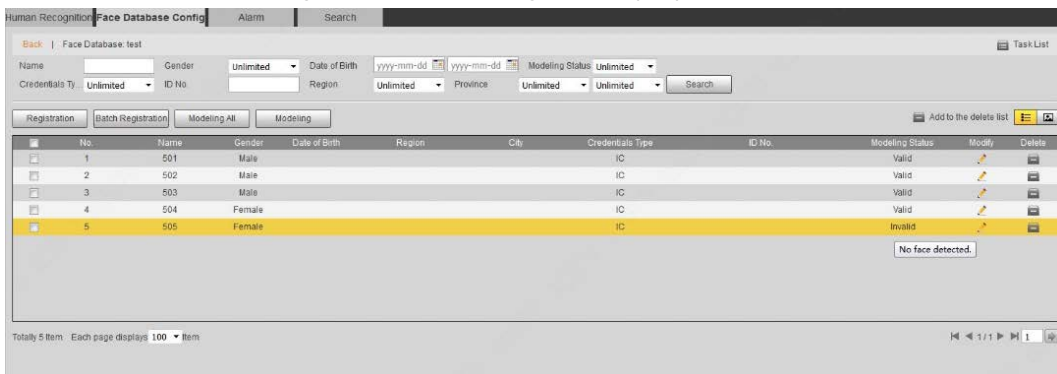 Human Recognition Face Database Config Alarm Search
Back | Face Database: test Task List
Name Gender Unlimited Date of Birth yyyy-mm-dd yyyy-mm-dd Modeling Status Unlimited
Credentials Ty... Unlimited ID No. Region Unlimited Province Unlimited Unlimited Search
Registration Batch Registration Modeling All Modeling Add to the delete list
No. Name Gender Date of Birth Region City Credentials Type ID No. Modeling Status Modify Delete
1 501 Male IC Valid
2 502 Male IC Valid
3 503 Male IC Valid
4 504 Female IC Valid
5 505 Female IC Invalid
No face detected.
Totally 5 Item Each page displays 100 Item 1/1 1